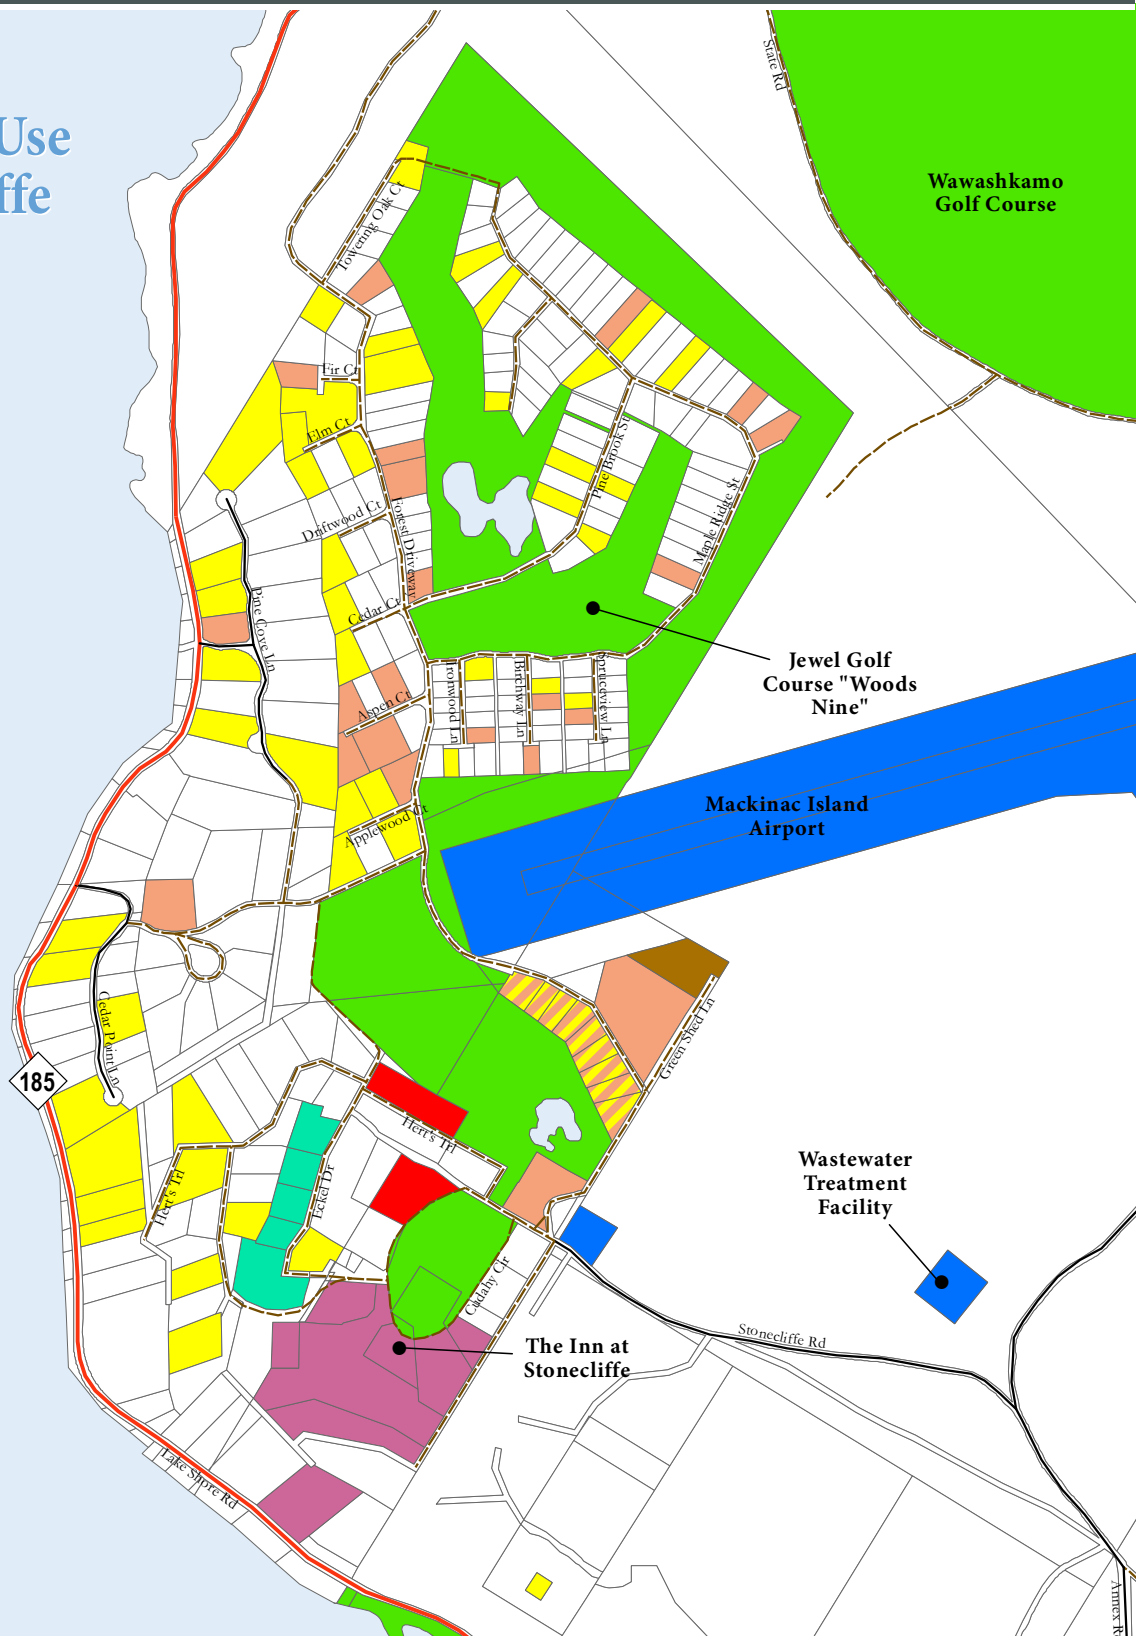 Use
ffe
State Rd
Wawashkamo
Golf Course
Towering Oak Ct
Fir Ct
Elm Ct
Driftwood Ct
Forest Driveway
Pine Brook St
Maple Ridge St
Pine Cove Ln
Cedar Ct
Aspen Ct
Ironwood Ln
Birchway Ln
Spruceview Ln
Jewel Golf
Course "Woods
Nine"
Applewood Ct
Mackinac Island
Airport
Cedar Point Ln
Green Shed Ln
185
Hert's Trl
Hert's Trl
Eckel Dr
Cudahy Cir
Wastewater
Treatment
Facility
Stonecliffe Rd
The Inn at
Stonecliffe
Lake Shore Rd
Annex R